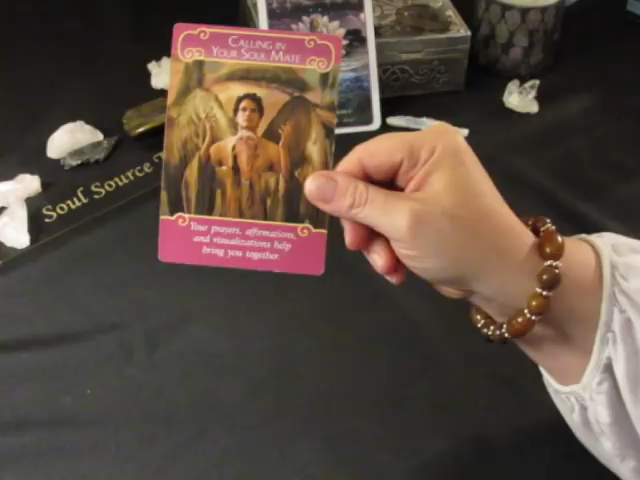 CALLING IN
YOUR SOUL MATE
Your prayers, affirmations,
and visualizations help
bring you together.
Soul Source T